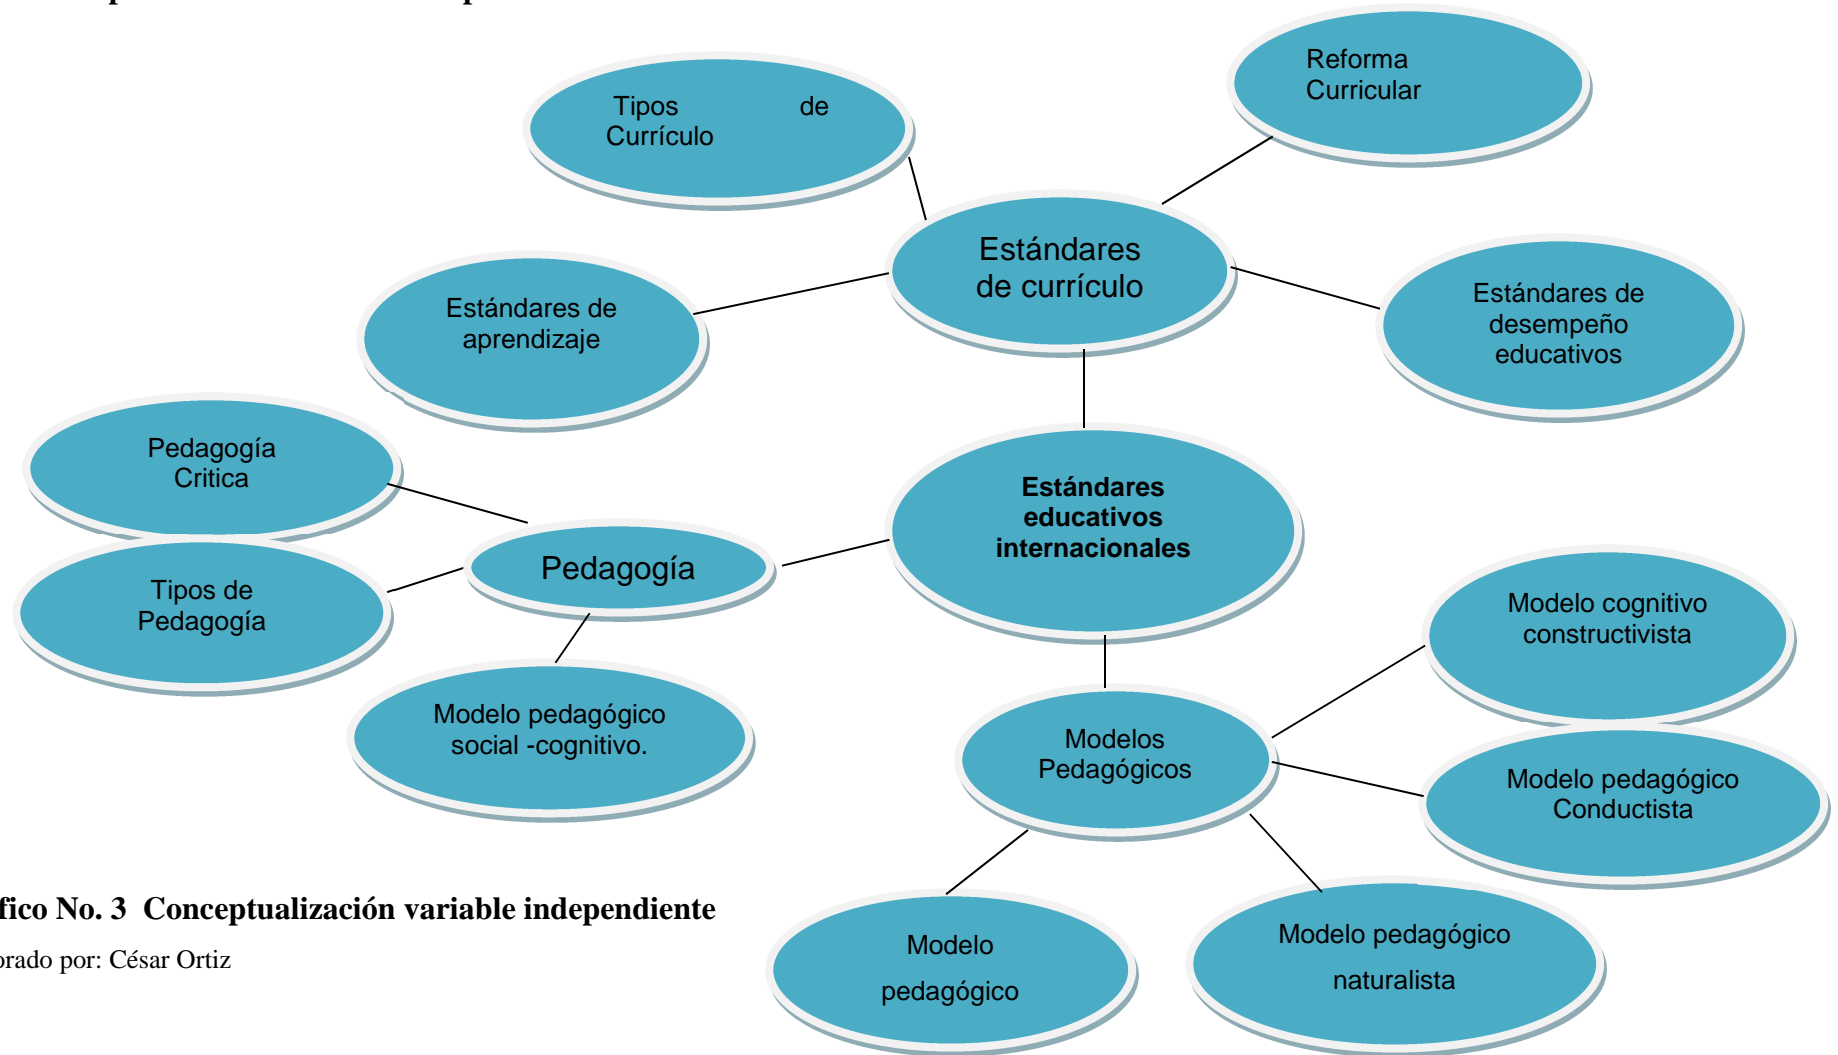 Reforma
Curricular
Tipos de
Currículo
Estándares
de currículo
Estándares de
aprendizaje
Estándares de
desempeño
educativos
Pedagogía
Critica
Estándares
educativos
internacionales
Pedagogía
Tipos de
Pedagogía
Modelo cognitivo
constructivista
Modelo pedagógico
social -cognitivo.
Modelos
Pedagógicos
Modelo pedagógico
Conductista
fico No. 3 Conceptualización variable independiente
orado por: César Ortiz
Modelo
pedagógico
Modelo pedagógico
naturalista